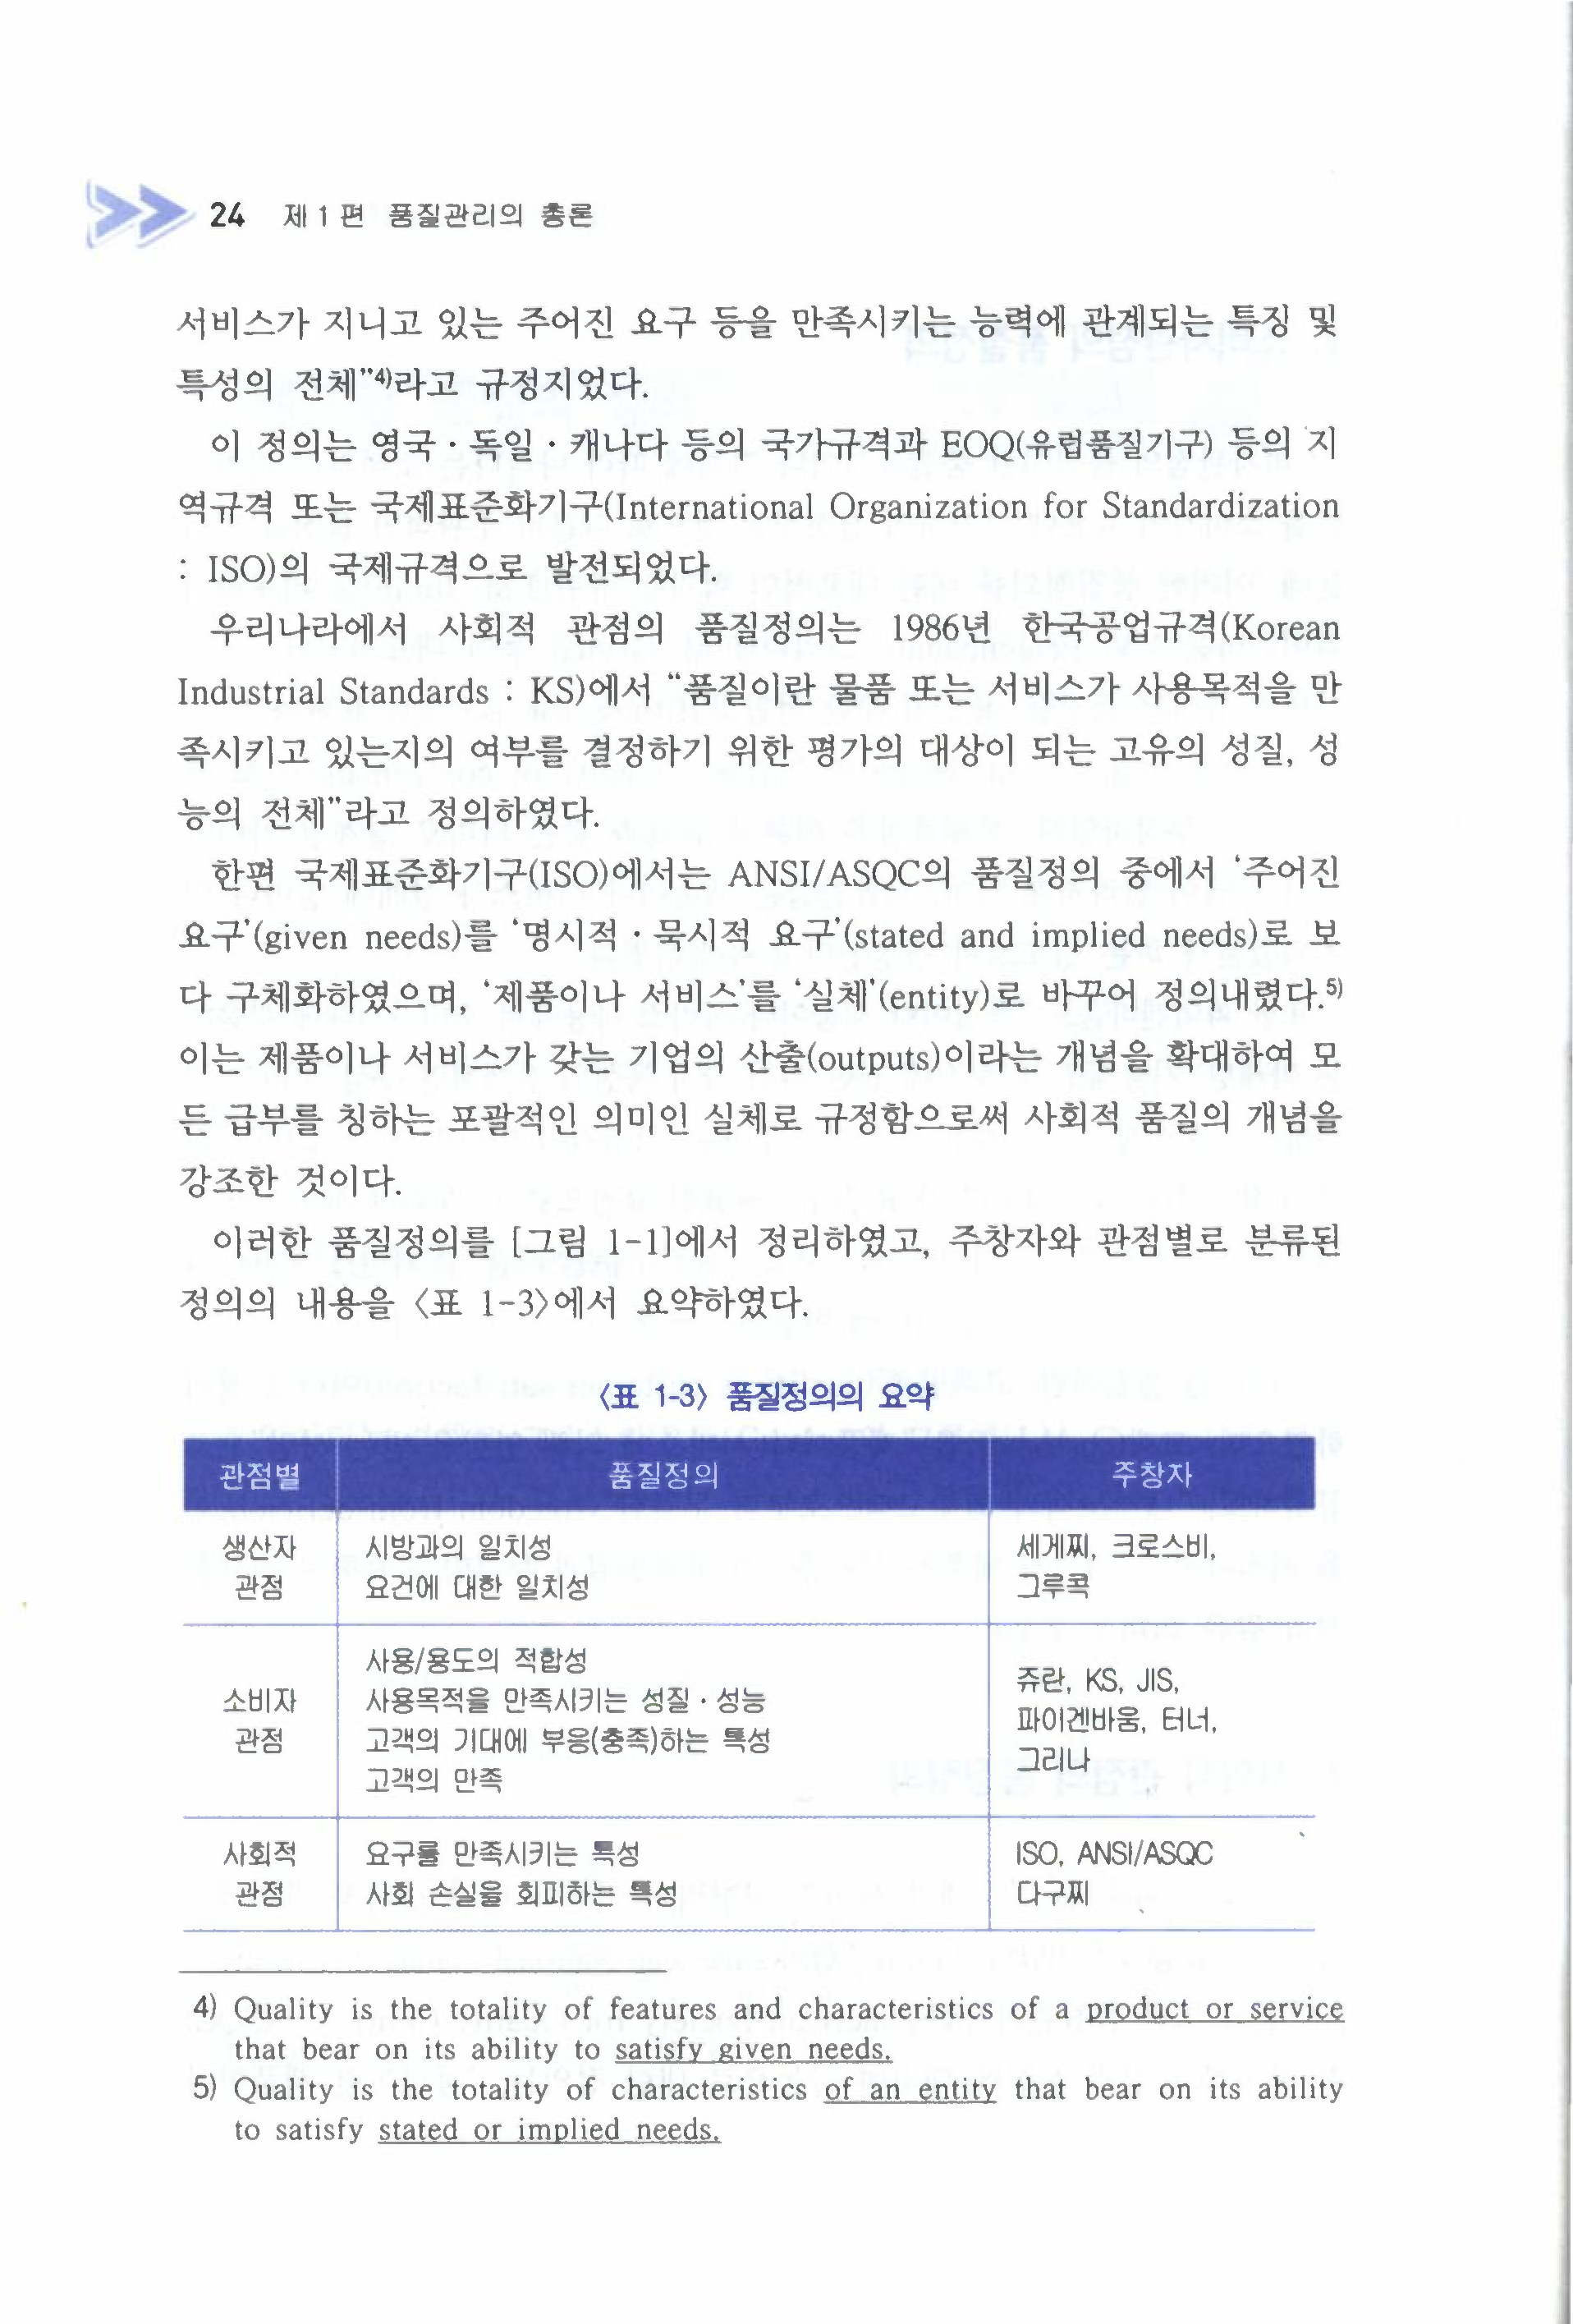 24 제 1 편 품질관리의 총론
서비스가 지니고 있는 주어진 요구 등을 만족시키는 능력에 관계되는 특징 및
특성의 전체”4)라고 규정지었다.
이 정의는 영국·독일·캐나다 등의 국가규격과 EOQ(유럽품질기구) 등의 지
역규격 또는 국제표준화기구(International Organization for Standardization
: ISO)의 국제규격으로 발전되었다.
우리나라에서 사회적 관점의 품질정의는 1986년 한국공업규격(Korean
Industrial Standards : KS)에서 “품질이란 물품 또는 서비스가 사용목적을 만
족시키고 있는지의 여부를 결정하기 위한 평가의 대상이 되는 고유의 성질, 성
능의 전체”라고 정의하였다.
한편 국제표준화기구(ISO)에서는 ANSI/ASQC의 품질정의 중에서 ‘주어진
요구’(given needs)를 ‘명시적·묵시적 요구’(stated and implied needs)로 보
다 구체화하였으며, ‘제품이나 서비스’를 ‘실체’(entity)로 바꾸어 정의내렸다.5)
이는 제품이나 서비스가 갖는 기업의 산출(outputs)이라는 개념을 확대하여 모
든 급부를 칭하는 포괄적인 의미인 실체로 규정함으로써 사회적 품질의 개념을
강조한 것이다.
이러한 품질정의를 [그림 1-1]에서 정리하였고, 주창자와 관점별로 분류된
정의의 내용을 〈표 1-3〉에서 요약하였다.
〈표 1-3〉 품질정의의 요약
관점별 품질정의 주창자
생산자 시방과의 일치성 세게찌, 크로스비,
관점 요건에 대한 일치성 그루콕
소비자
관점
사용/용도의 적합성
사용목적을 만족시키는 성질·성능
고객의 기대에 부응(충족)하는 특성
고객의 만족
쥬란, KS, JIS,
파이겐바움, 터너,
그리나
사회적 요구를 만족시키는 특성 ISO, ANSI/ASQC
관점 사회 손실을 회피하는 특성 다구찌
4) Quality is the totality of features and characteristics of a product or service
that bear on its ability to satisfy given needs.
5) Quality is the totality of characteristics of an entity that bear on its ability
to satisfy stated or implied needs.